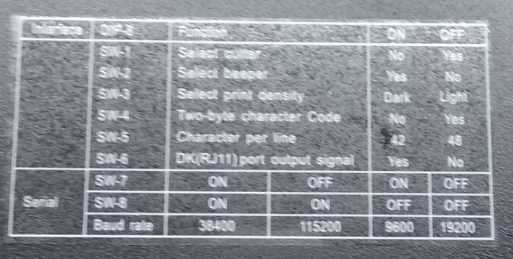 Interface DIP-8 Function ON OFF
SW-1 Select cutter No Yes
SW-2 Select beeper Yes No
SW-3 Select print density Dark Light
SW-4 Two-byte character Code No Yes
SW-5 Character per line 42 48
SW-6 DK(RJ11)port output signal Yes No
SW-7 ON OFF ON OFF
Serial SW-8 ON ON OFF OFF
Baud rate 38400 115200 9600 19200